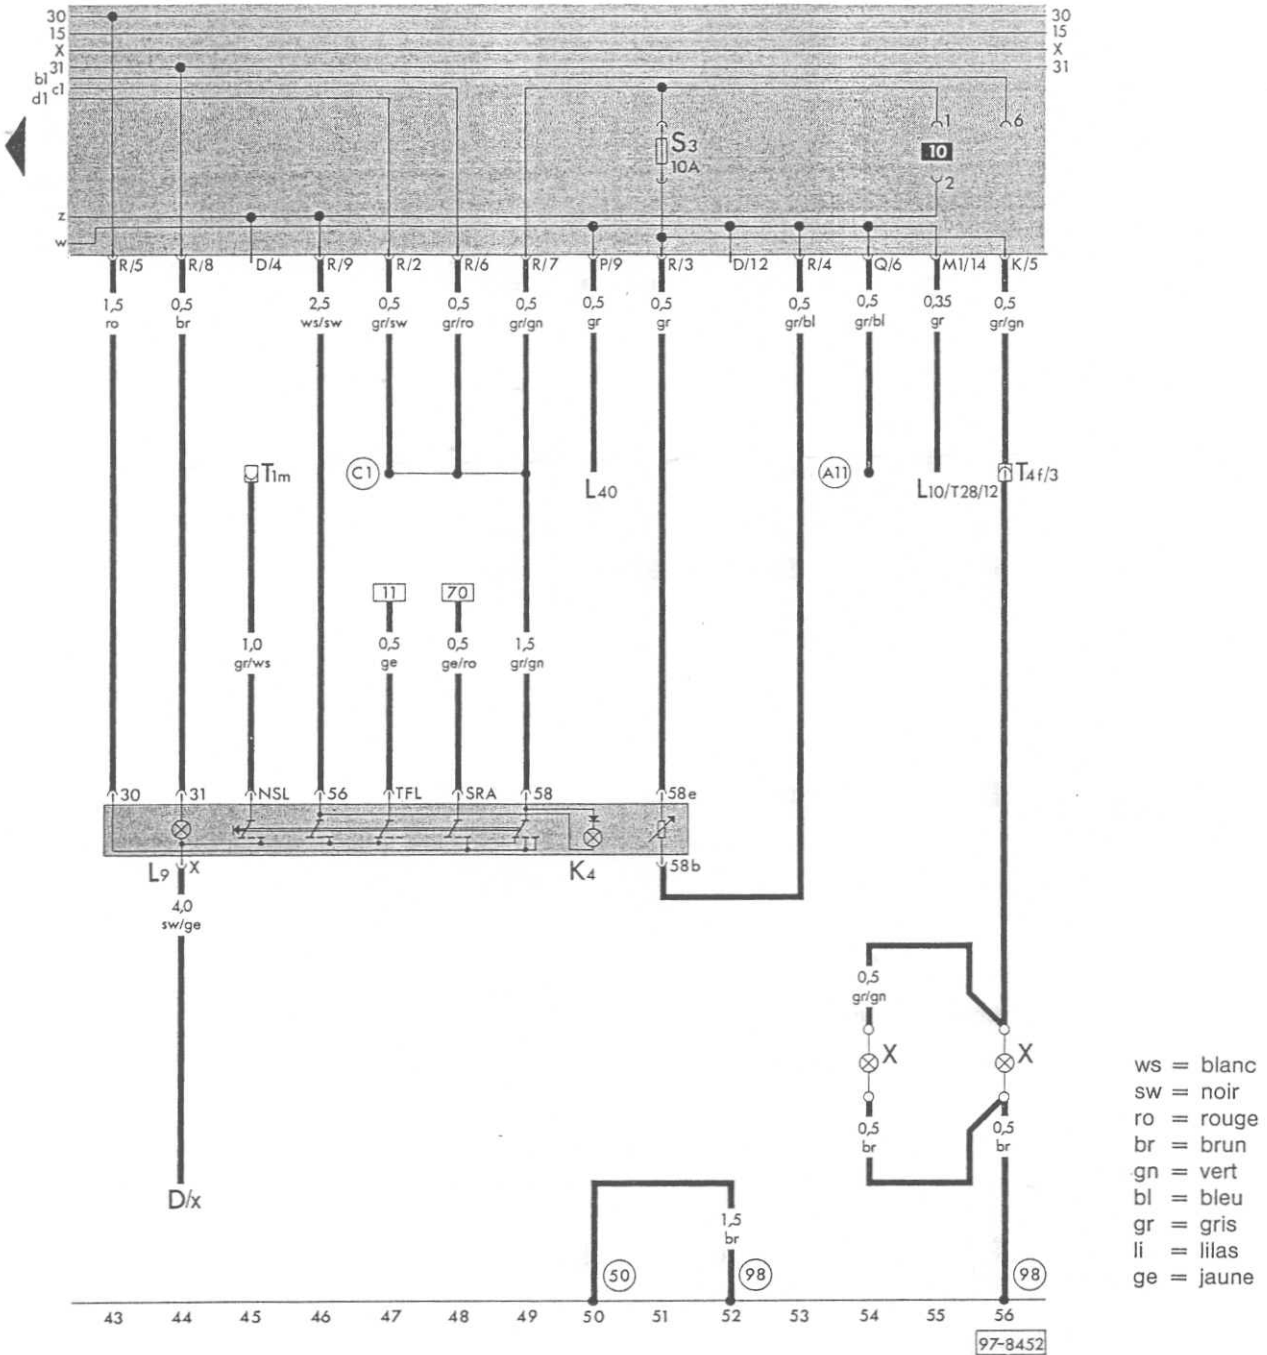 30 30
15 15
X X
31 31
b1
c1
d1
1 6
S3
10A
10
2
z
w
R/5 R/8 D/4 R/9 R/2 R/6 R/7 P/9 R/3 D/12 R/4 Q/6 M1/14 K/5
1,5 0,5 2,5 0,5 0,5 0,5 0,5 0,5 0,5 0,5 0,35 0,5
ro br ws/sw gr/sw gr/ro gr/gn gr gr gr/bl gr/bl gr gr/gn
T1m C1 A11 T4f/3
L40 L10/T28/12
11 70
1,0 0,5 0,5 1,5
gr/ws ge ge/ro gr/gn
30 31 NSL 56 TFL SRA 58 58e
L9 X K4 58b
4,0
sw/ge
0,5
gr/gn
X X
0,5 0,5
br br
D/x
1,5
br
50 98 98
43 44 45 46 47 48 49 50 51 52 53 54 55 56
97-8452
ws = blanc
sw = noir
ro = rouge
br = brun
gn = vert
bl = bleu
gr = gris
li = lilas
ge = jaune